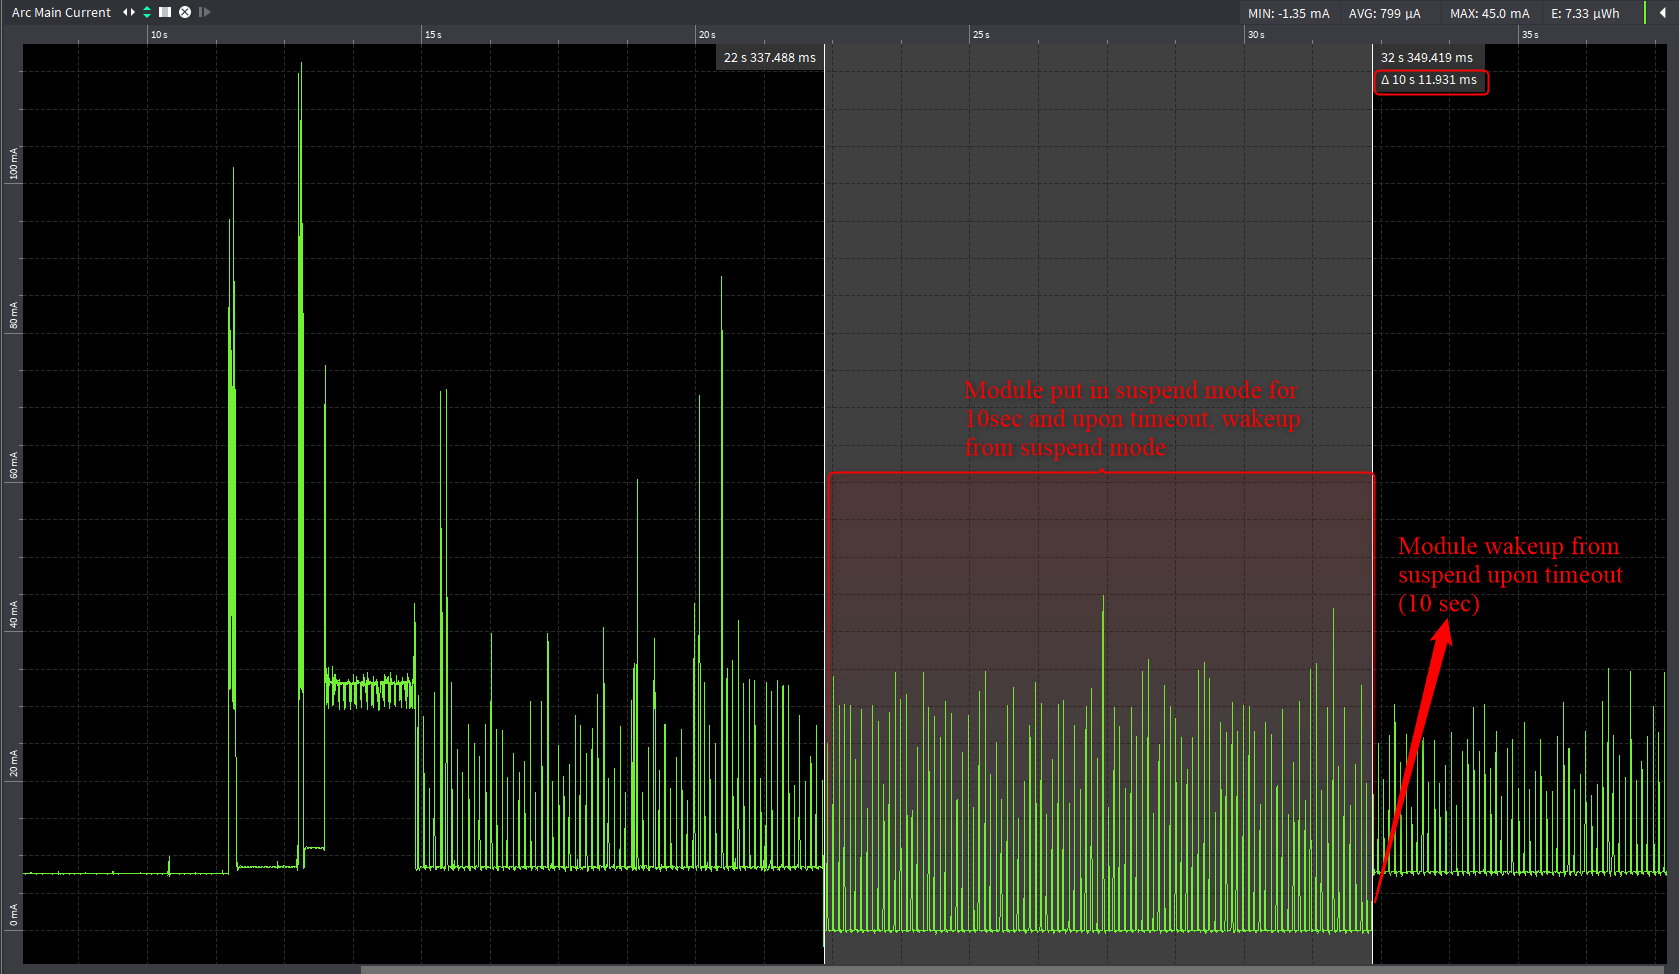 Arc Main Current
MIN: -1.35 mA AVG: 799 µA MAX: 45.0 mA E: 7.33 µWh
10 s 15 s 20 s 25 s 30 s 35 s
22 s 337.488 ms
32 s 349.419 ms
Δ 10 s 11.931 ms
100 mA
80 mA
60 mA
40 mA
20 mA
0 mA
Module put in suspend mode for
10sec and upon timeout, wakeup
from suspend mode
Module wakeup from
suspend upon timeout
(10 sec)